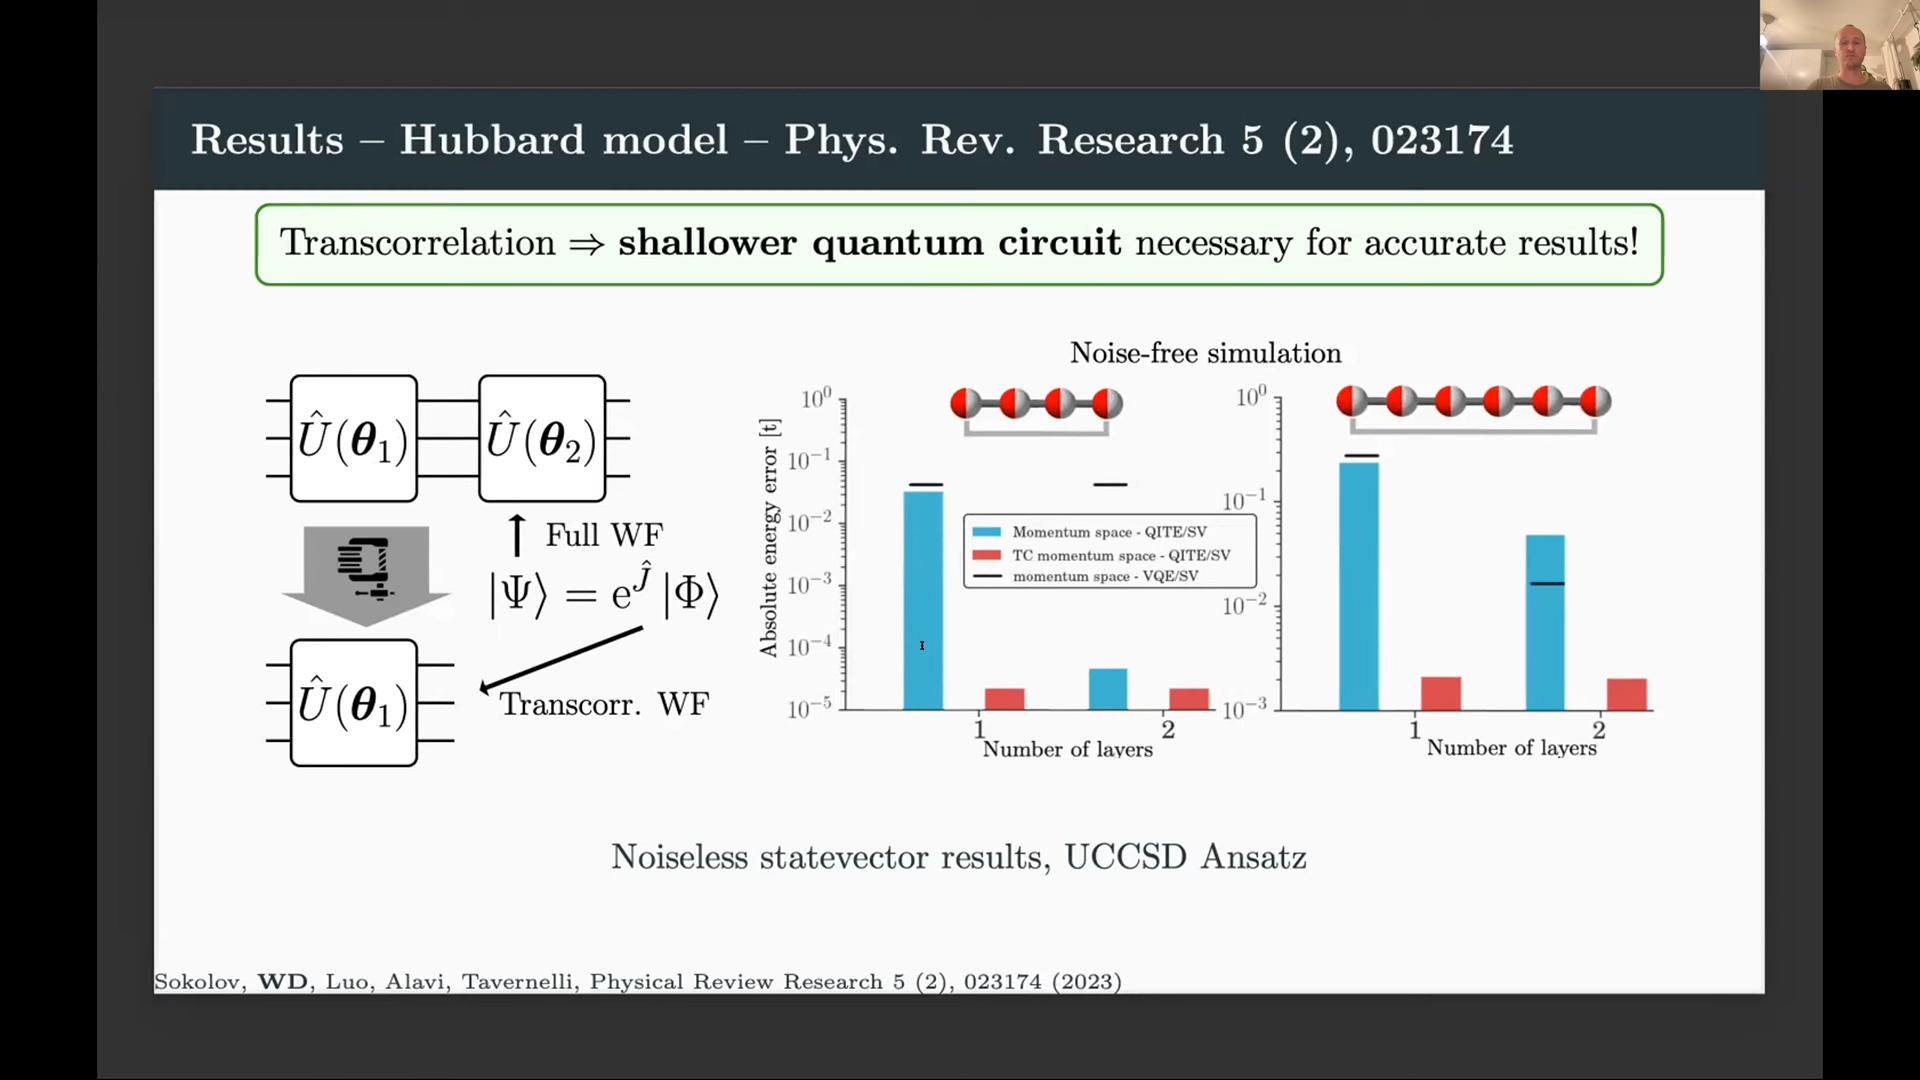 Results – Hubbard model – Phys. Rev. Research 5 (2), 023174
Transcorrelation ⇒ shallower quantum circuit necessary for accurate results!
Û(θ₁)
Û(θ₂)
Full WF
|Ψ⟩ = e^Ĵ |Φ⟩
Û(θ₁)
Transcorr. WF
Noise-free simulation
Absolute energy error [t]
10⁰
10⁻¹
10⁻²
10⁻³
10⁻⁴
10⁻⁵
1
2
Number of layers
Momentum space - QITE/SV
TC momentum space - QITE/SV
momentum space - VQE/SV
10⁰
10⁻¹
10⁻²
10⁻³
1
2
Number of layers
Noiseless statevector results, UCCSD Ansatz
Sokolov, WD, Luo, Alavi, Tavernelli, Physical Review Research 5 (2), 023174 (2023)